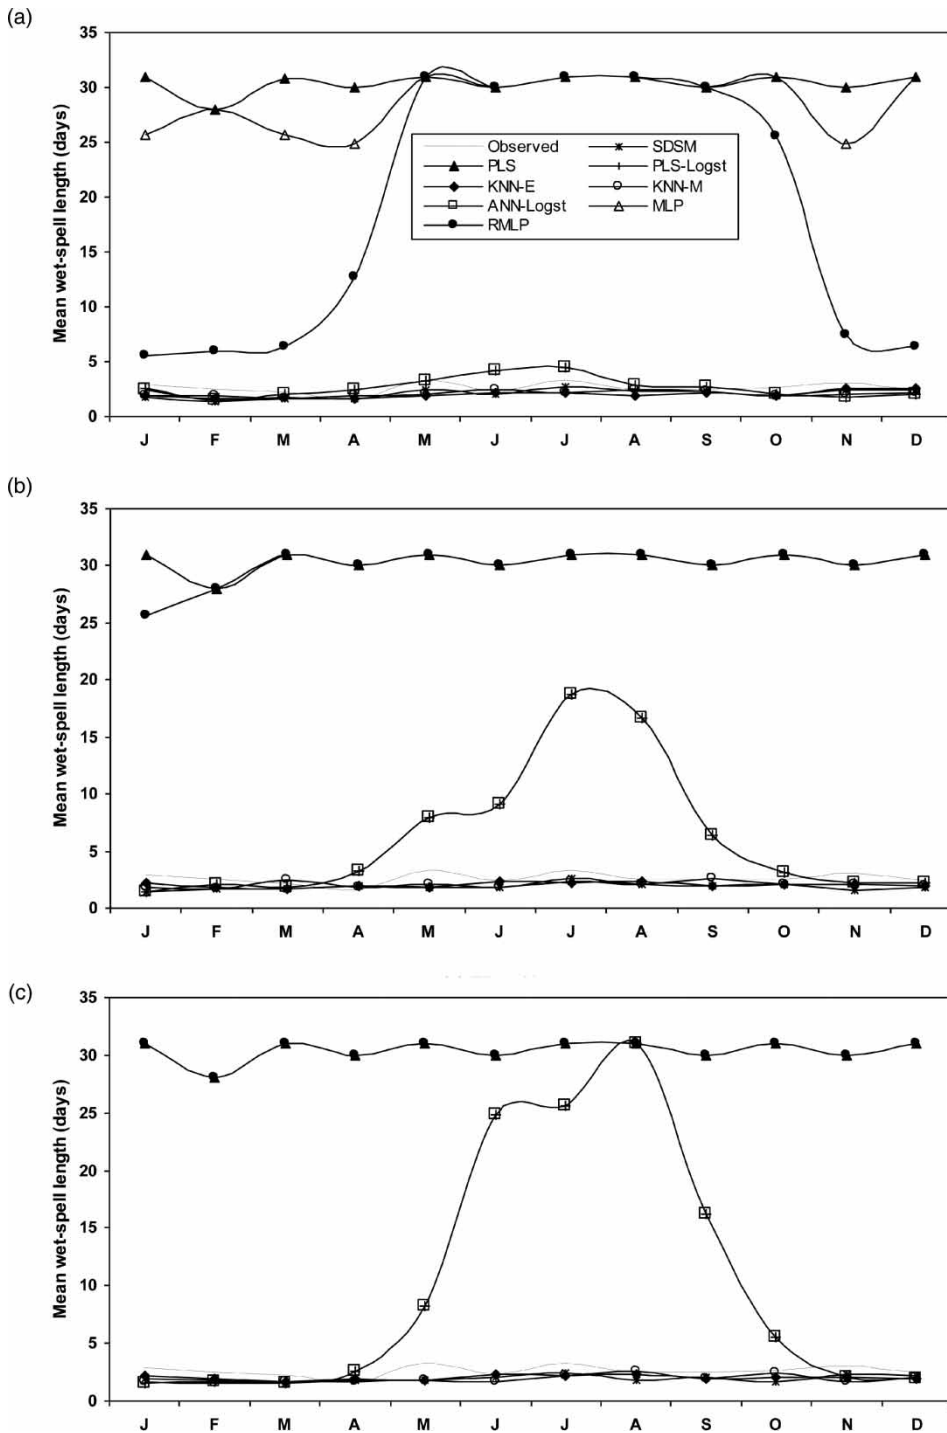 (a)
Mean wet-spell length (days)
35
30
25
20
15
10
5
0
Observed SDSM
PLS PLS-Logst
KNN-E KNN-M
ANN-Logst MLP
RMLP
J F M A M J J A S O N D
(b)
Mean wet-spell length (days)
35
30
25
20
15
10
5
0
J F M A M J J A S O N D
(c)
Mean wet-spell length (days)
35
30
25
20
15
10
5
0
J F M A M J J A S O N D